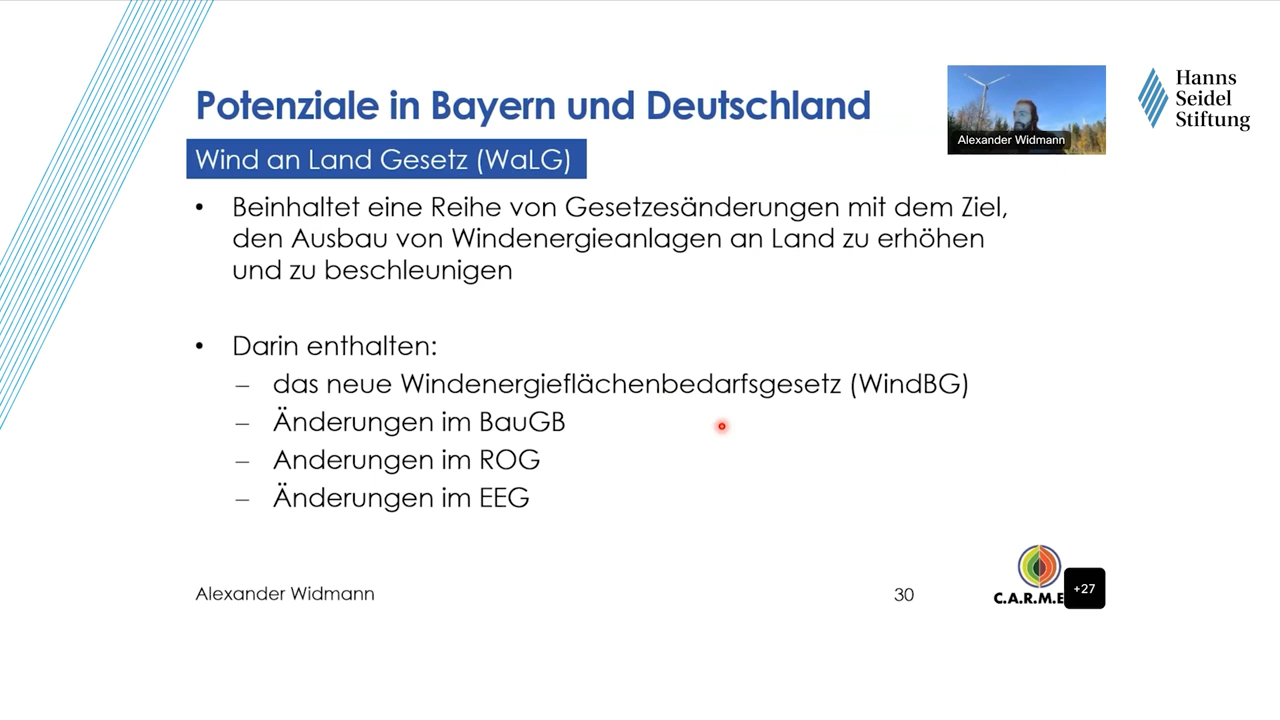 Potenziale in Bayern und Deutschland
Wind an Land Gesetz (WaLG)
• Beinhaltet eine Reihe von Gesetzesänderungen mit dem Ziel,
den Ausbau von Windenergieanlagen an Land zu erhöhen
und zu beschleunigen
• Darin enthalten:
– das neue Windenergieflächenbedarfsgesetz (WindBG)
– Änderungen im BauGB
– Anderungen im ROG
– Änderungen im EEG
Alexander Widmann
30
C.A.R.M.E
+27
Alexander Widmann
Hanns
Seidel
Stiftung